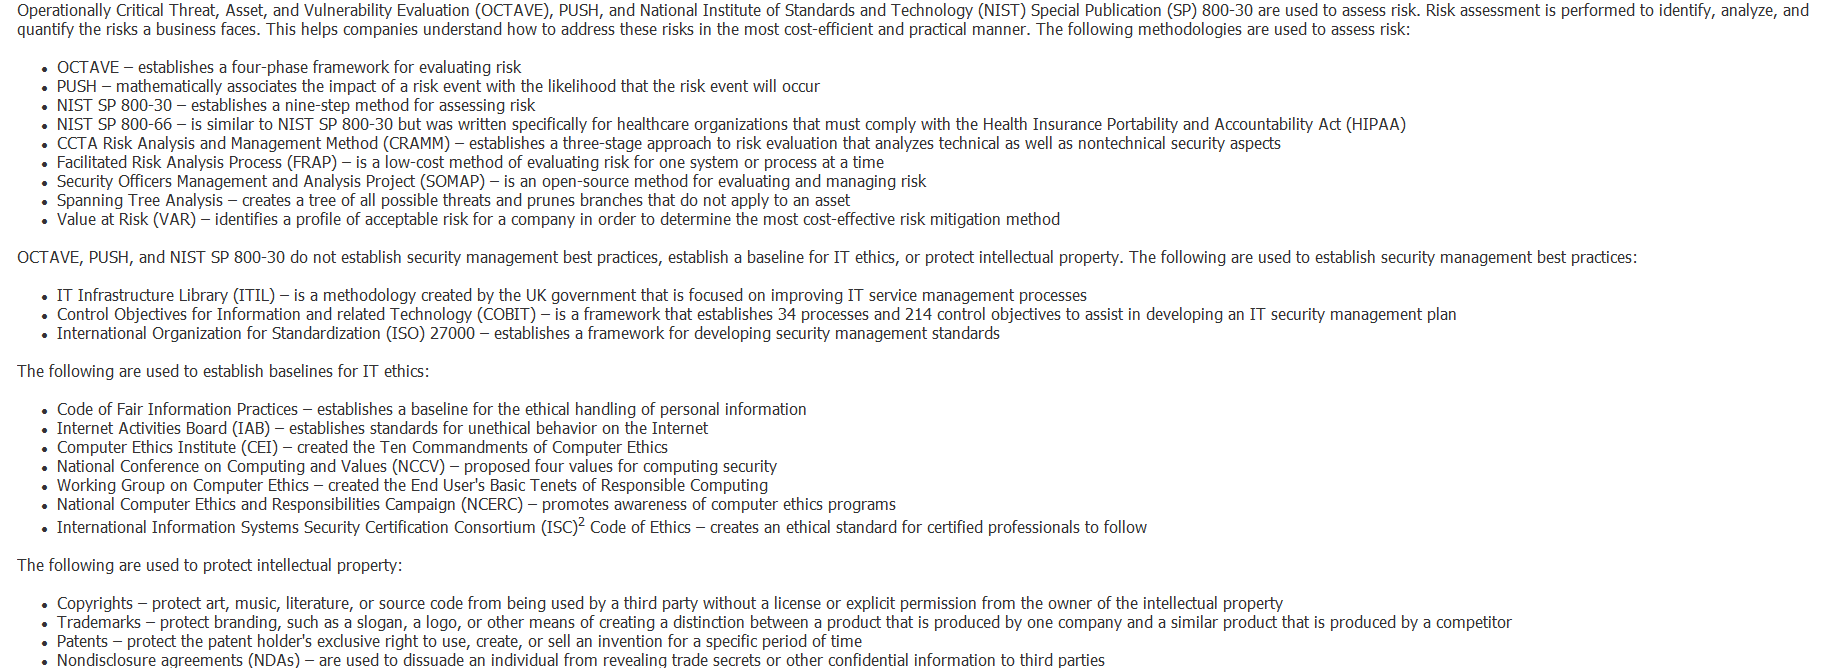 Operationally Critical Threat, Asset, and Vulnerability Evaluation (OCTAVE), PUSH, and National Institute of Standards and Technology (NIST) Special Publication (SP) 800-30 are used to assess risk. Risk assessment is performed to identify, analyze, and
quantify the risks a business faces. This helps companies understand how to address these risks in the most cost-efficient and practical manner. The following methodologies are used to assess risk:
• OCTAVE – establishes a four-phase framework for evaluating risk
• PUSH – mathematically associates the impact of a risk event with the likelihood that the risk event will occur
• NIST SP 800-30 – establishes a nine-step method for assessing risk
• NIST SP 800-66 – is similar to NIST SP 800-30 but was written specifically for healthcare organizations that must comply with the Health Insurance Portability and Accountability Act (HIPAA)
• CCTA Risk Analysis and Management Method (CRAMM) – establishes a three-stage approach to risk evaluation that analyzes technical as well as nontechnical security aspects
• Facilitated Risk Analysis Process (FRAP) – is a low-cost method of evaluating risk for one system or process at a time
• Security Officers Management and Analysis Project (SOMAP) – is an open-source method for evaluating and managing risk
• Spanning Tree Analysis – creates a tree of all possible threats and prunes branches that do not apply to an asset
• Value at Risk (VAR) – identifies a profile of acceptable risk for a company in order to determine the most cost-effective risk mitigation method
OCTAVE, PUSH, and NIST SP 800-30 do not establish security management best practices, establish a baseline for IT ethics, or protect intellectual property. The following are used to establish security management best practices:
• IT Infrastructure Library (ITIL) – is a methodology created by the UK government that is focused on improving IT service management processes
• Control Objectives for Information and related Technology (COBIT) – is a framework that establishes 34 processes and 214 control objectives to assist in developing an IT security management plan
• International Organization for Standardization (ISO) 27000 – establishes a framework for developing security management standards
The following are used to establish baselines for IT ethics:
• Code of Fair Information Practices – establishes a baseline for the ethical handling of personal information
• Internet Activities Board (IAB) – establishes standards for unethical behavior on the Internet
• Computer Ethics Institute (CEI) – created the Ten Commandments of Computer Ethics
• National Conference on Computing and Values (NCCV) – proposed four values for computing security
• Working Group on Computer Ethics – created the End User's Basic Tenets of Responsible Computing
• National Computer Ethics and Responsibilities Campaign (NCERC) – promotes awareness of computer ethics programs
• International Information Systems Security Certification Consortium (ISC)² Code of Ethics – creates an ethical standard for certified professionals to follow
The following are used to protect intellectual property:
• Copyrights – protect art, music, literature, or source code from being used by a third party without a license or explicit permission from the owner of the intellectual property
• Trademarks – protect branding, such as a slogan, a logo, or other means of creating a distinction between a product that is produced by one company and a similar product that is produced by a competitor
• Patents – protect the patent holder's exclusive right to use, create, or sell an invention for a specific period of time
• Nondisclosure agreements (NDAs) – are used to dissuade an individual from revealing trade secrets or other confidential information to third parties